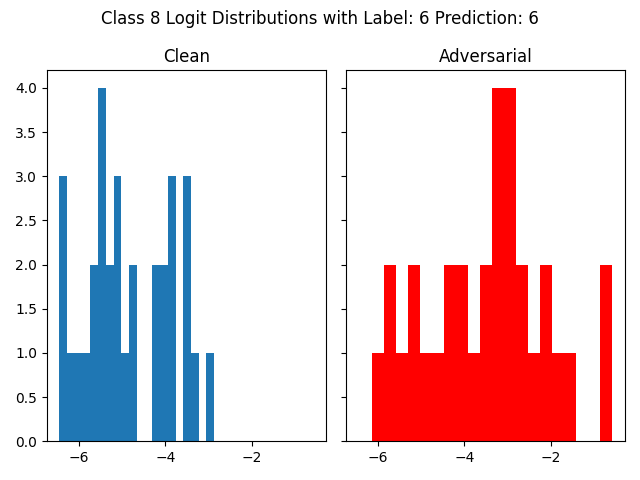 Class 8 Logit Distributions with Label: 6 Prediction: 6
Clean
Adversarial
4.0
3.5
3.0
2.5
2.0
1.5
1.0
0.5
0.0
−6 −4 −2
−6 −4 −2